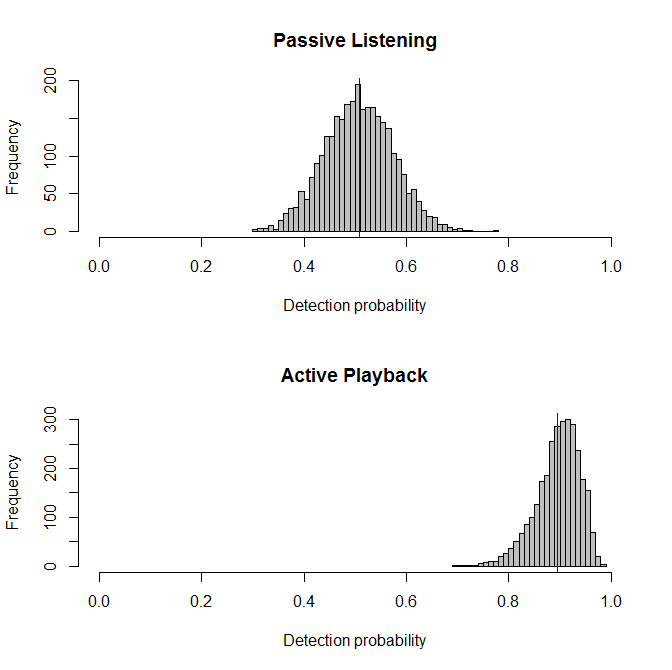 Passive Listening
Frequency
200
100
50
0
0.0 0.2 0.4 0.6 0.8 1.0
Detection probability
Active Playback
Frequency
300
200
100
0
0.0 0.2 0.4 0.6 0.8 1.0
Detection probability